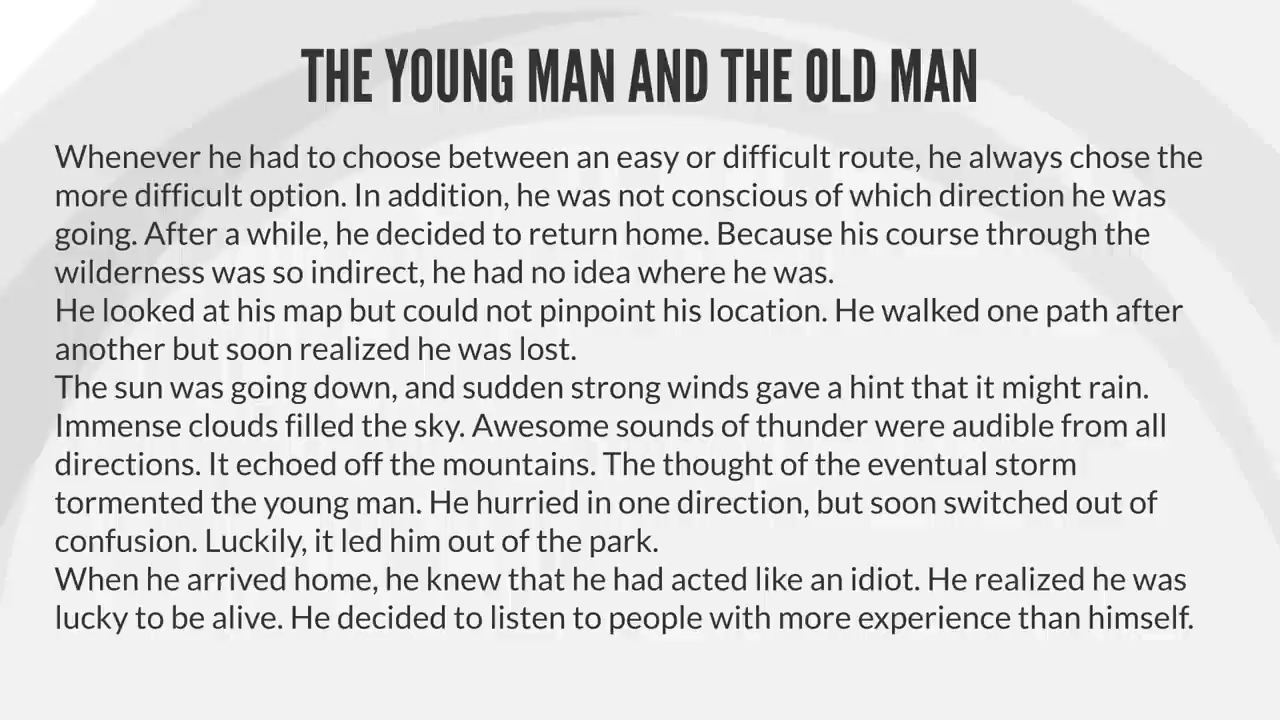 THE YOUNG MAN AND THE OLD MAN
Whenever he had to choose between an easy or difficult route, he always chose the
more difficult option. In addition, he was not conscious of which direction he was
going. After a while, he decided to return home. Because his course through the
wilderness was so indirect, he had no idea where he was.
He looked at his map but could not pinpoint his location. He walked one path after
another but soon realized he was lost.
The sun was going down, and sudden strong winds gave a hint that it might rain.
Immense clouds filled the sky. Awesome sounds of thunder were audible from all
directions. It echoed off the mountains. The thought of the eventual storm
tormented the young man. He hurried in one direction, but soon switched out of
confusion. Luckily, it led him out of the park.
When he arrived home, he knew that he had acted like an idiot. He realized he was
lucky to be alive. He decided to listen to people with more experience than himself.